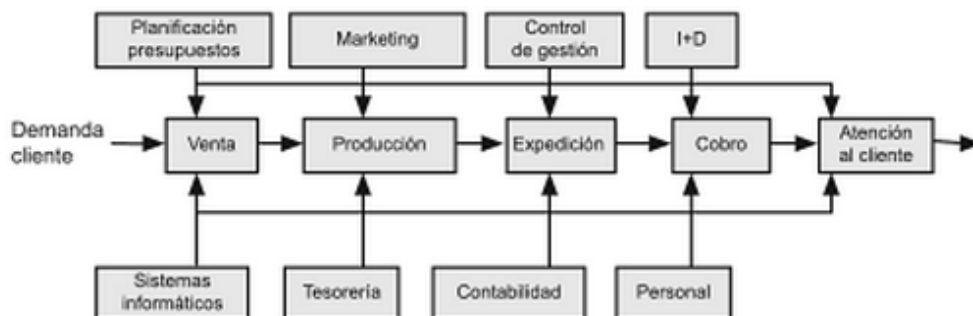 Planificación
presupuestos
Marketing
Control
de gestión
I+D
Demanda
cliente
Venta
Producción
Expedición
Cobro
Atención
al cliente
Sistemas
informáticos
Tesorería
Contabilidad
Personal